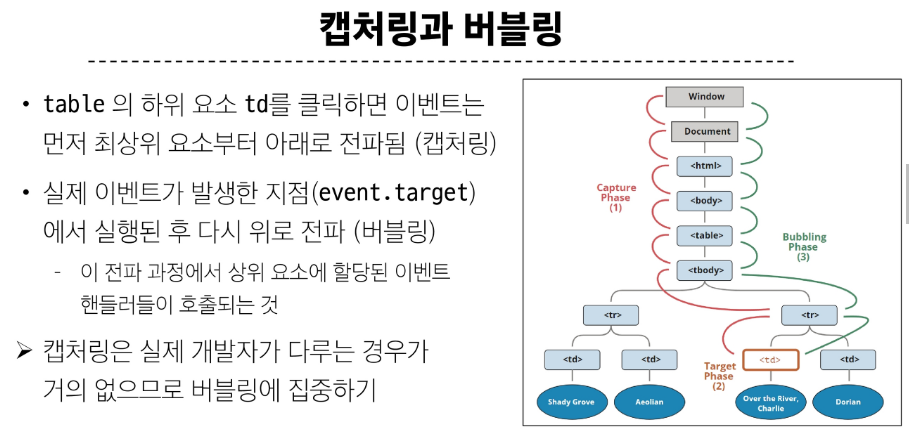 캡처링과 버블링
• table 의 하위 요소 td를 클릭하면 이벤트는
먼저 최상위 요소부터 아래로 전파됨 (캡처링)
• 실제 이벤트가 발생한 지점(event.target)
에서 실행된 후 다시 위로 전파 (버블링)
- 이 전파 과정에서 상위 요소에 할당된 이벤트
핸들러들이 호출되는 것
➢ 캡처링은 실제 개발자가 다루는 경우가
거의 없으므로 버블링에 집중하기
Window
Document
<html>
Capture
Phase
(1)
<body>
<table>
Bubbling
Phase
(3)
<tbody>
<tr>
<tr>
<td>
<td>
Target
Phase
(2)
<td>
<td>
Shady Grove
Aeolian
Over the River,
Charlie
Dorian